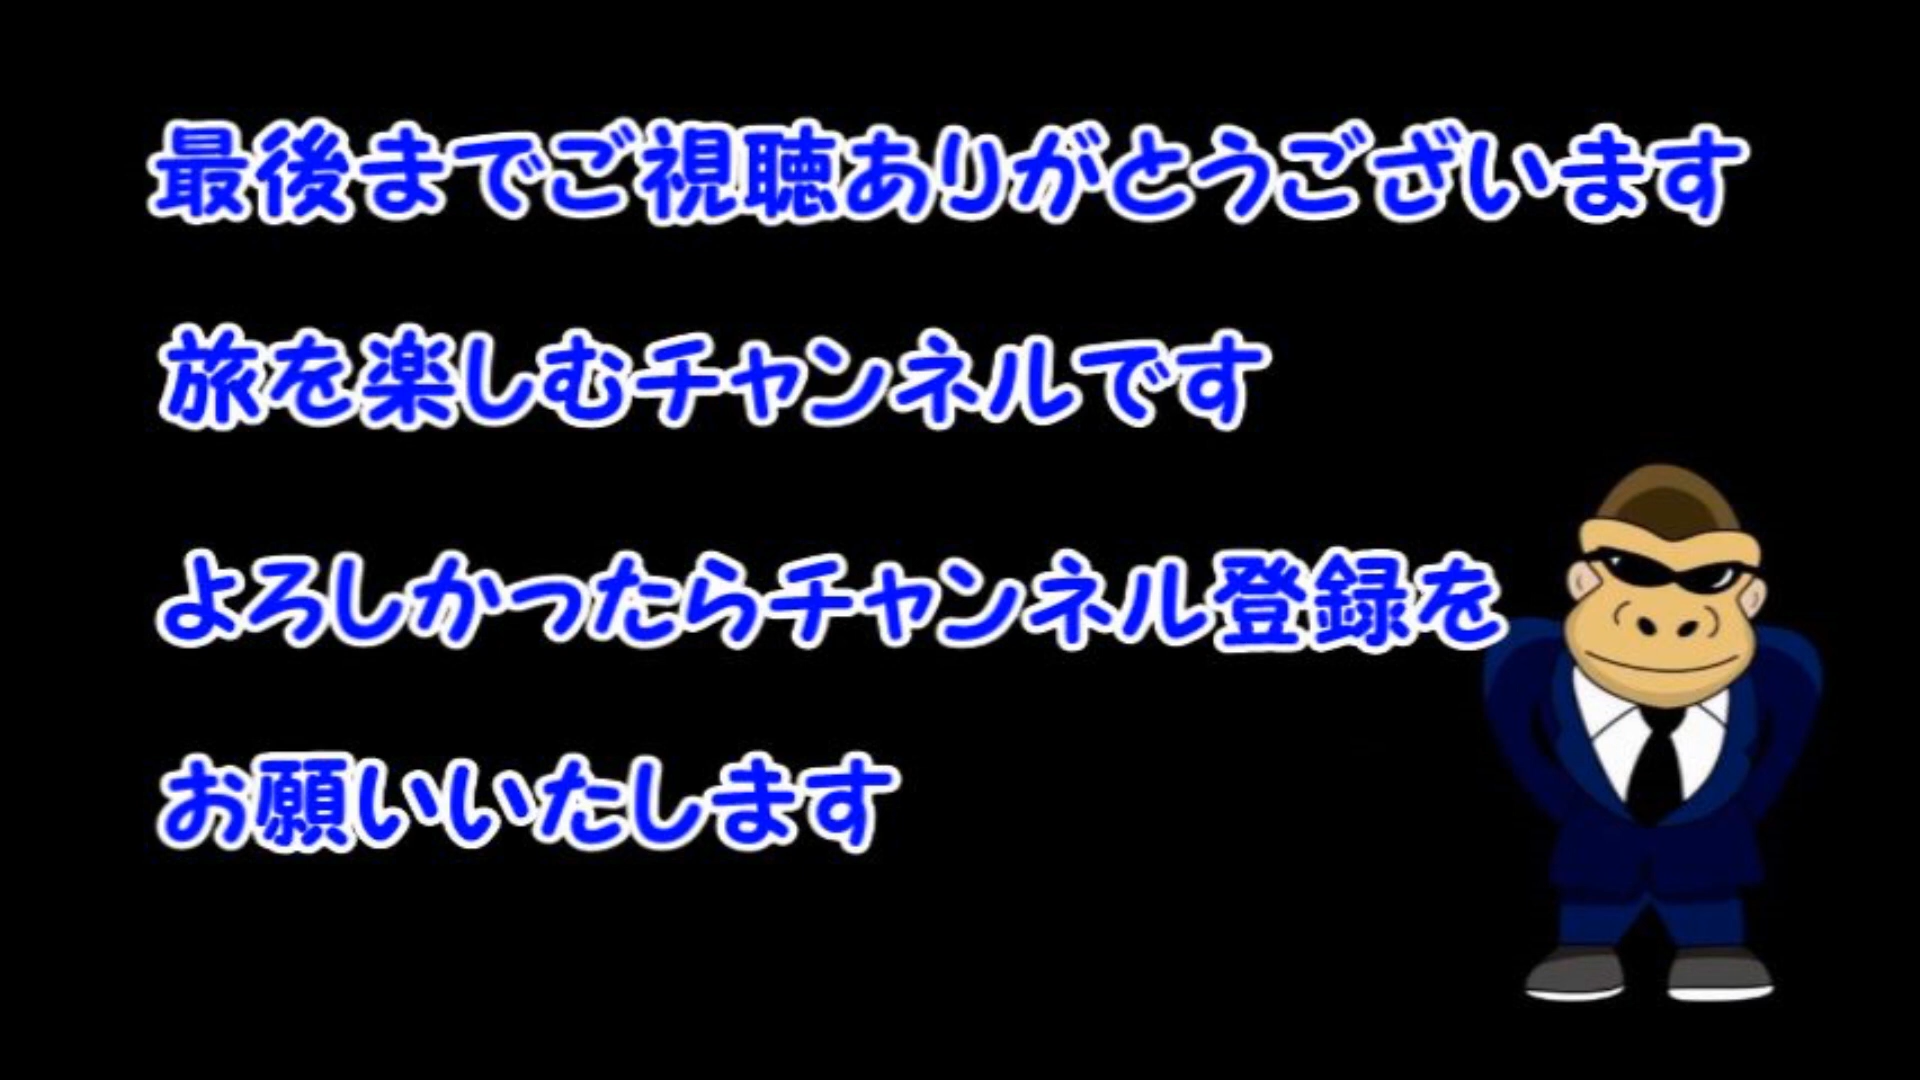 最後までご視聴ありがとうございます
旅を楽しむチャンネルです
よろしかったらチャンネル登録を
お願いいたします